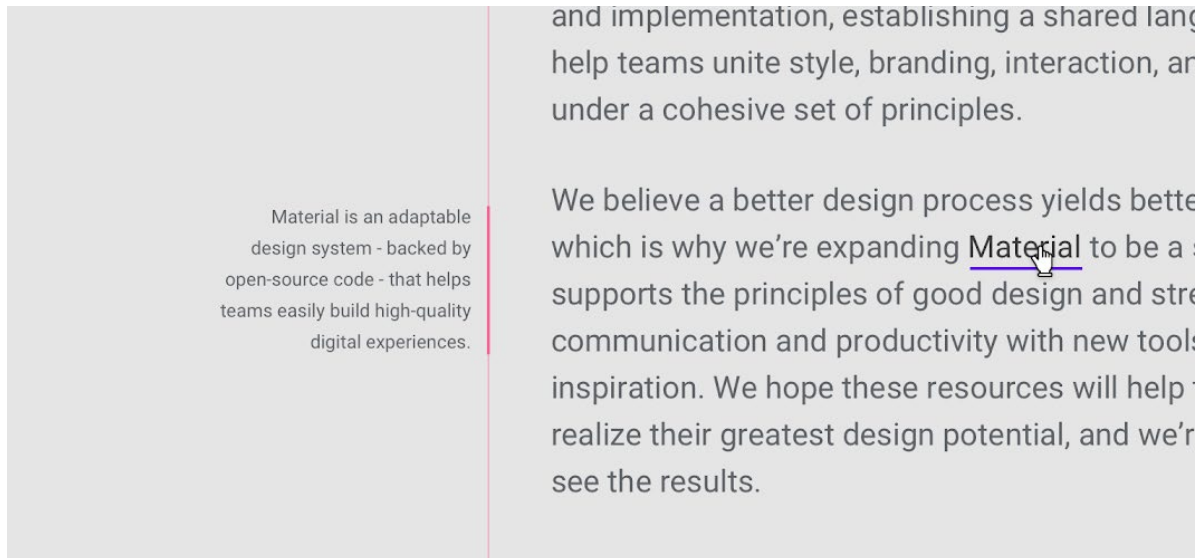 Material is an adaptable
design system - backed by
open-source code - that helps
teams easily build high-quality
digital experiences.
and implementation, establishing a shared
help teams unite style, branding, interaction,
under a cohesive set of principles.
We believe a better design process yields
which is why we're expanding Material to be a
supports the principles of good design and
communication and productivity with new tools
inspiration. We hope these resources will help
realize their greatest design potential, and
see the results.